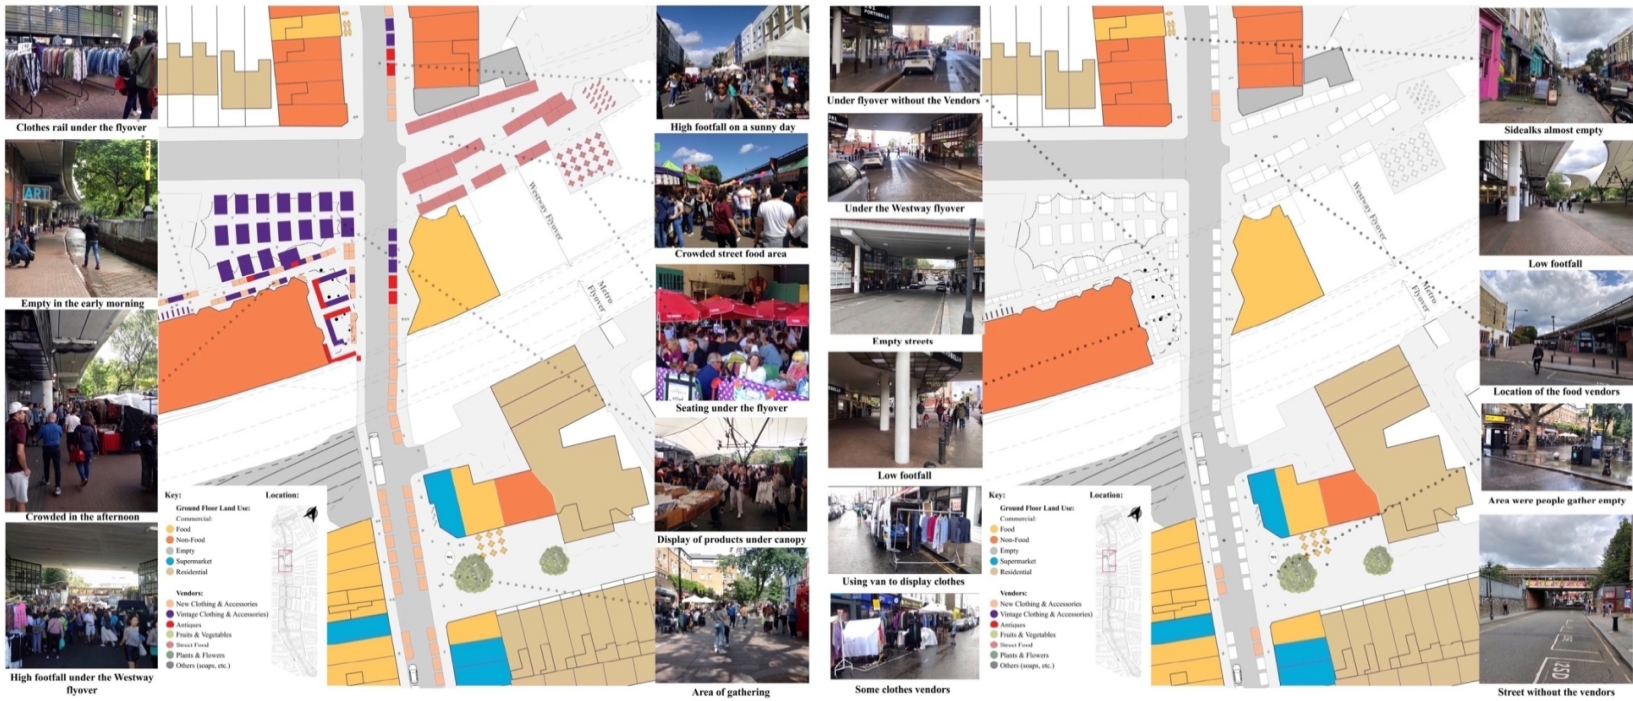 Clothes rail under the flyover
ART
Empty in the early morning
Crowded in the afternoon
High footfall under the Westway
flyover
Westway Flyover
Metro
Flyover
Key:
Ground Floor Land Use:
Commercial:
Food
Non-Food
Empty
Supermarket
Residential
Vendors:
New Clothing & Accessories
Vintage Clothing & Accessories)
Antiques
Fruits & Vegetables
Street Food
Plants & Flowers
Others (soaps, etc.)
Location:
High footfall on a sunny day
Crowded street food area
Seating under the flyover
Display of products under canopy
Area of gathering
PORTOBELLO
Under flyover without the Vendors
Under the Westway flyover
Empty streets
Low footfall
Using van to display clothes
Some clothes vendors
Westway Flyover
Metro
Flyover
Key:
Ground Floor Land Use:
Commercial:
Food
Non-Food
Empty
Supermarket
Residential
Vendors:
New Clothing & Accessories
Vintage Clothing & Accessories)
Antiques
Fruits & Vegetables
Street Food
Plants & Flowers
Others (soaps, etc.)
Location:
Sidealks almost empty
Low footfall
Location of the food vendors
Area were people gather empty
Street without the vendors